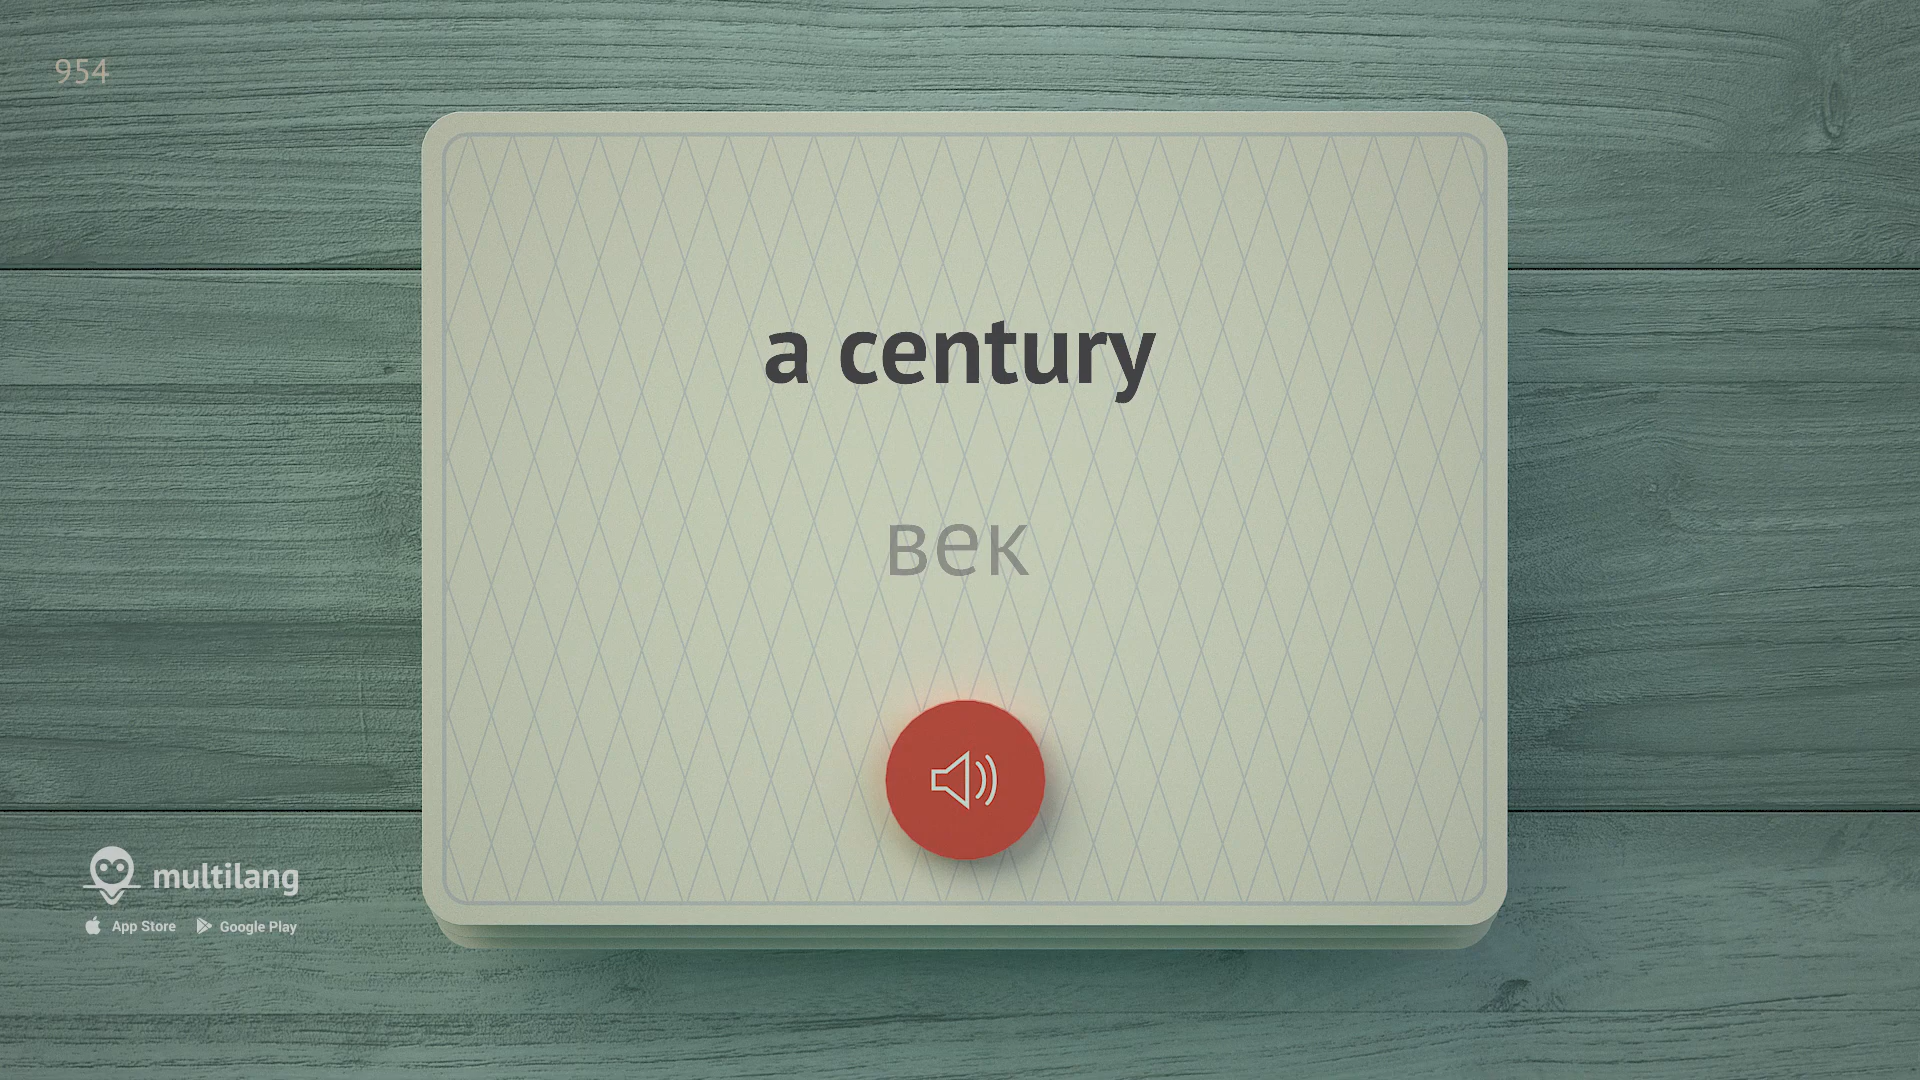 954
a century
век
multilang
App Store
Google Play